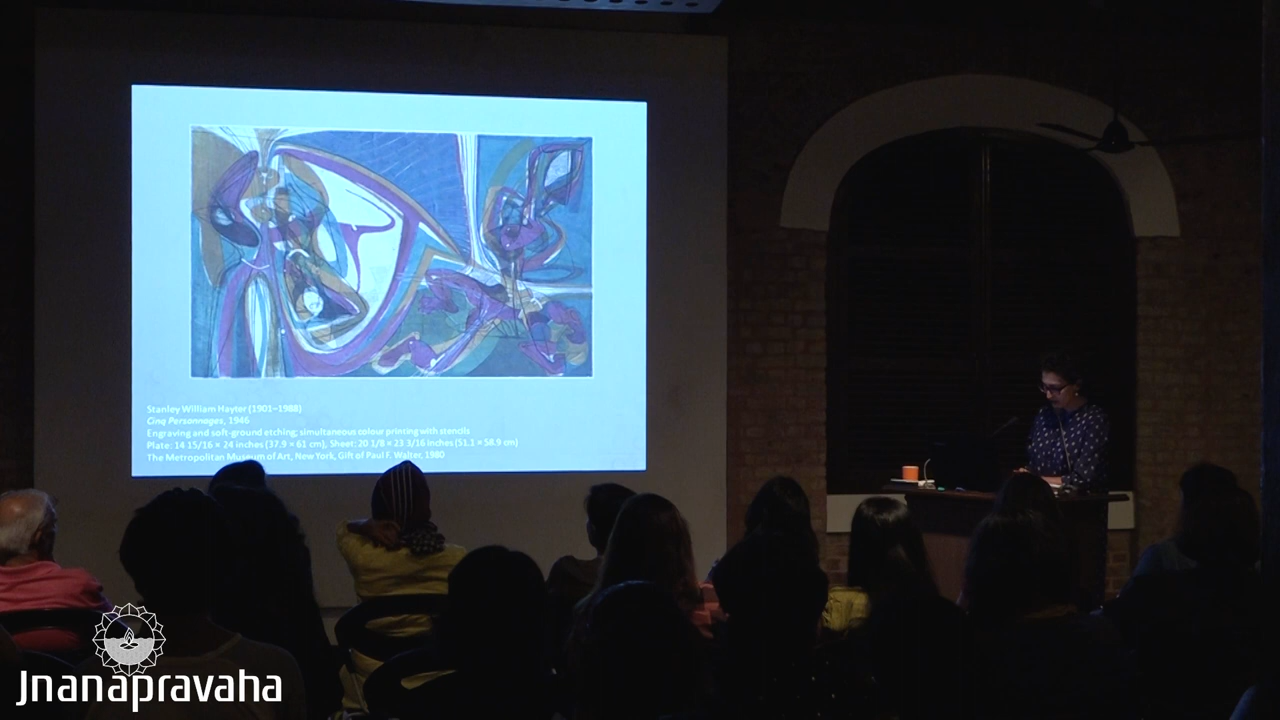 Stanley William Hayter (1901–1988)
Cinq Personnages, 1946
Engraving and soft-ground etching; simultaneous colour printing with stencils
Plate: 14 15/16 × 24 inches (37.9 × 61 cm), Sheet: 20 1/8 × 23 3/16 inches (51.1 × 58.9 cm)
The Metropolitan Museum of Art, New York, Gift of Paul F. Walter, 1980
Jnanapravaha